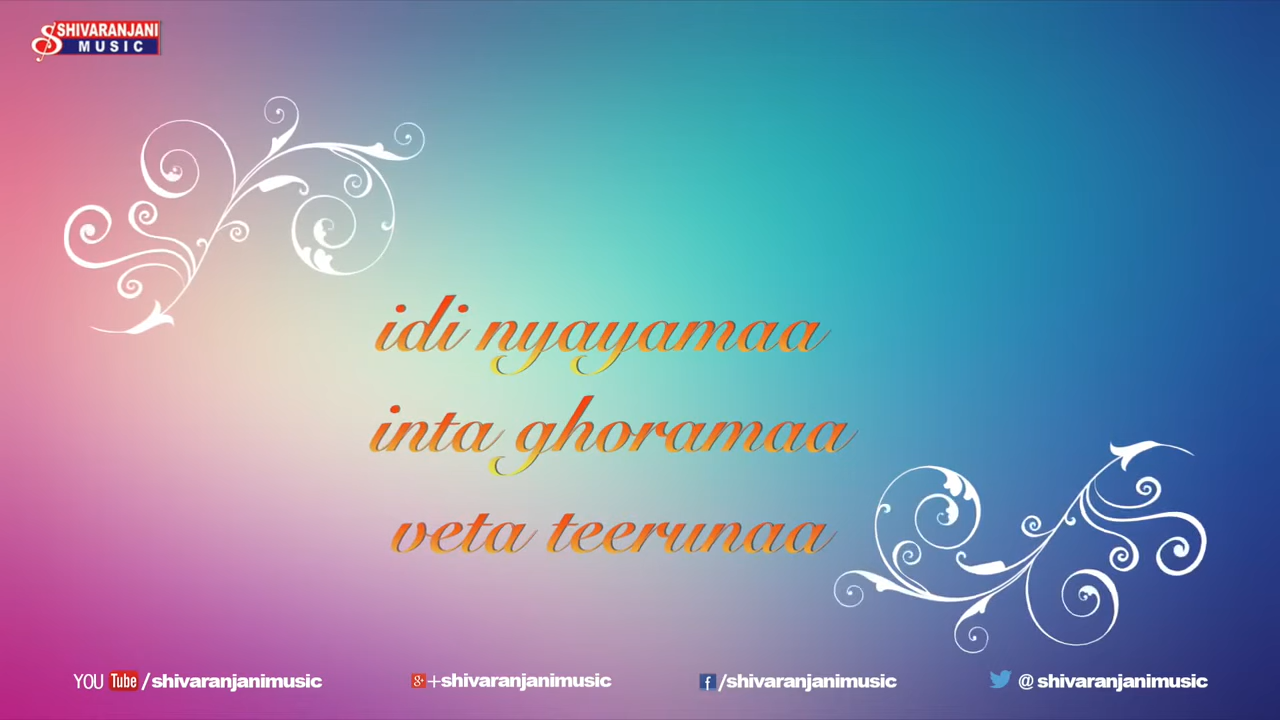 SHIVARANJANI
MUSIC
idi nyayamaa
inta ghoramaa
veta teerunaa
YOU Tube /shivaranjanimusic
g+ +shivaranjanimusic
f /shivaranjanimusic
@ shivaranjanimusic